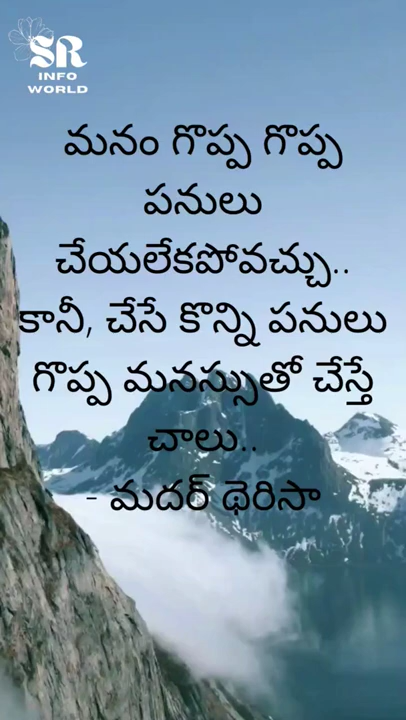 SR
INFO
WORLD
మనం గొప్ప గొప్ప
పనులు
చేయలేకపోవచ్చు..
కానీ, చేసే కొన్ని పనులు
గొప్ప మనస్సుతో చేస్తే
చాలు..
- మదర్ థెరిసా